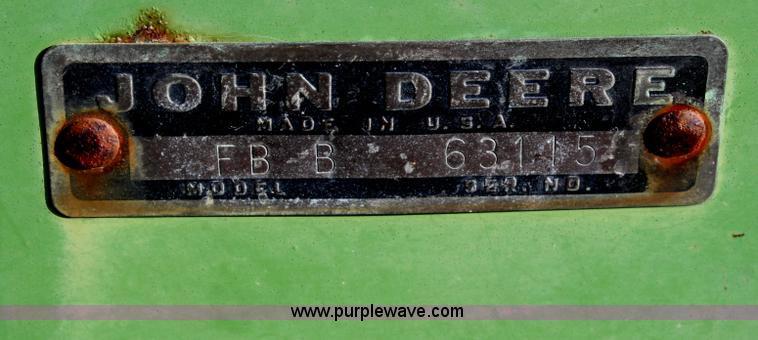 JOHN DEERE
MADE IN U.S.A.
FB B 63115
MODEL SER. NO.
www.purplewave.com